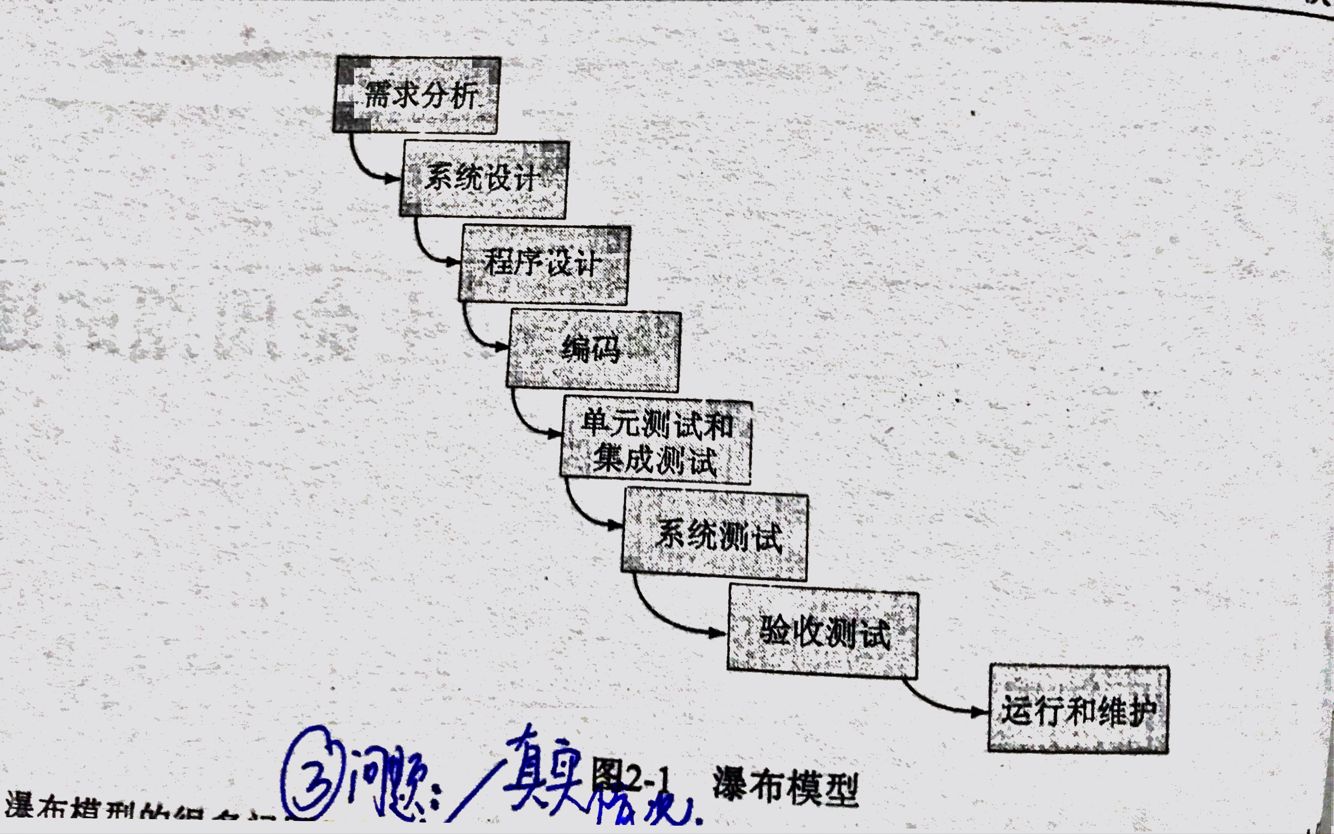 需求分析
系统设计
程序设计
编码
单元测试和
集成测试
系统测试
验收测试
运行和维护
图2-1 瀑布模型
③问题:/真实情况.
瀑布模型的很多